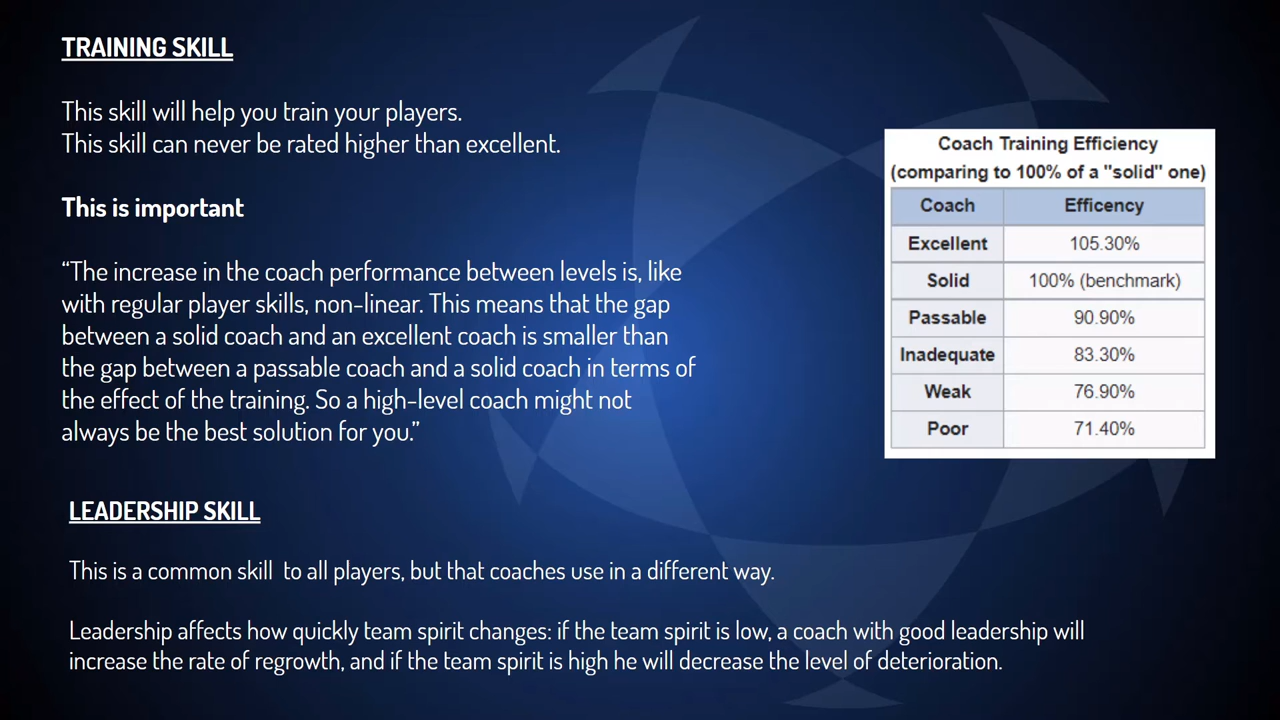 TRAINING SKILL
This skill will help you train your players.
This skill can never be rated higher than excellent.
This is important
“The increase in the coach performance between levels is, like
with regular player skills, non-linear. This means that the gap
between a solid coach and an excellent coach is smaller than
the gap between a passable coach and a solid coach in terms of
the effect of the training. So a high-level coach might not
always be the best solution for you.”
Coach Training Efficiency
(comparing to 100% of a "solid" one)
Coach Efficency
Excellent 105.30%
Solid 100% (benchmark)
Passable 90.90%
Inadequate 83.30%
Weak 76.90%
Poor 71.40%
LEADERSHIP SKILL
This is a common skill to all players, but that coaches use in a different way.
Leadership affects how quickly team spirit changes: if the team spirit is low, a coach with good leadership will
increase the rate of regrowth, and if the team spirit is high he will decrease the level of deterioration.